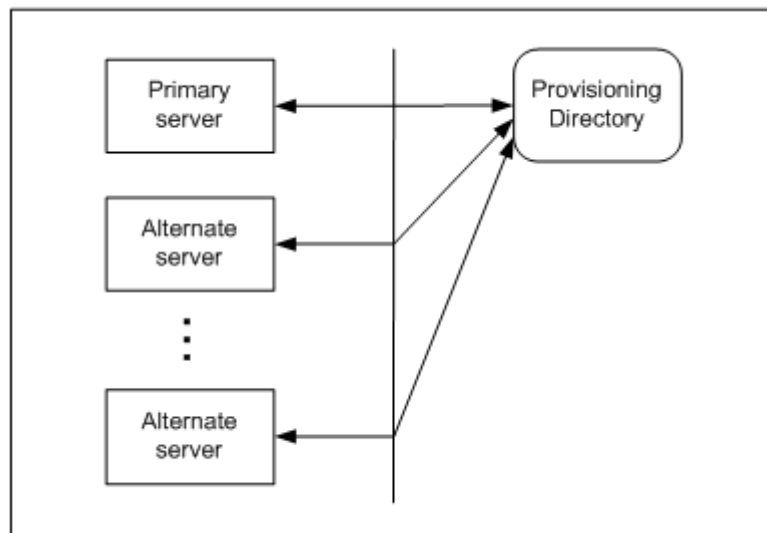 Primary
server
Provisioning
Directory
Alternate
server
Alternate
server